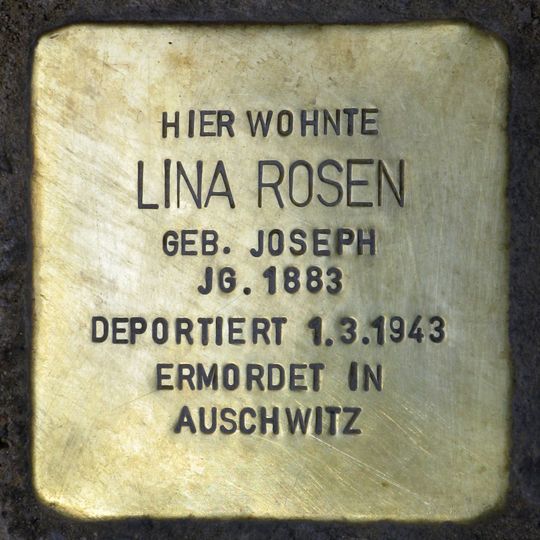 HIER WOHNTE
LINA ROSEN
GEB. JOSEPH
JG. 1883
DEPORTIERT 1.3.1943
ERMORDET IN
AUSCHWITZ